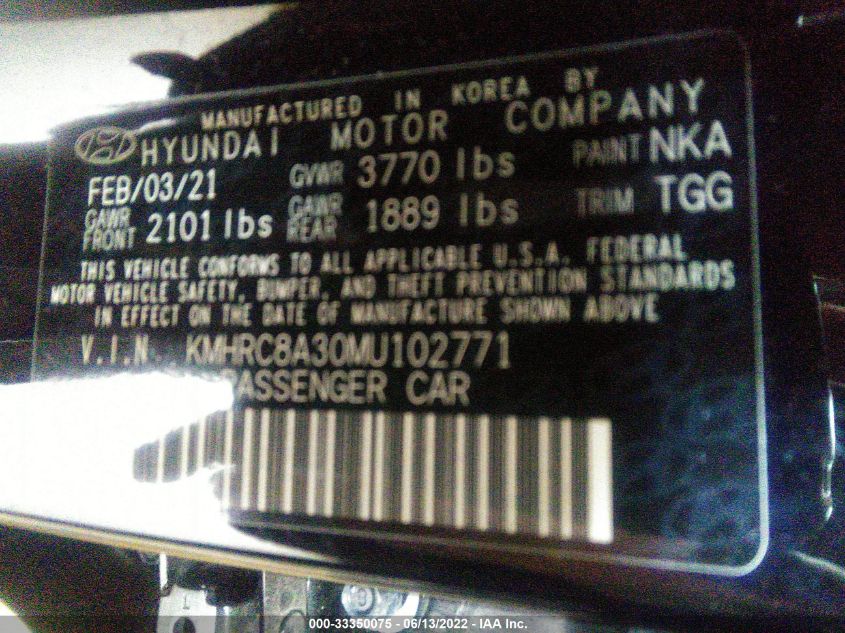 MANUFACTURED IN KOREA BY
HYUNDAI MOTOR COMPANY
FEB/03/21 GVWR 3770 lbs PAINT NKA
GAWR FRONT 2101 lbs GAWR REAR 1889 lbs TRIM TGG
THIS VEHICLE CONFORMS TO ALL APPLICABLE U.S.A. FEDERAL
MOTOR VEHICLE SAFETY, BUMPER, AND THEFT PREVENTION STANDARDS
IN EFFECT ON THE DATE OF MANUFACTURE SHOWN ABOVE
V.I.N. KMHRC8A30MU102771
PASSENGER CAR
000-33350075 - 06/13/2022 - IAA Inc.